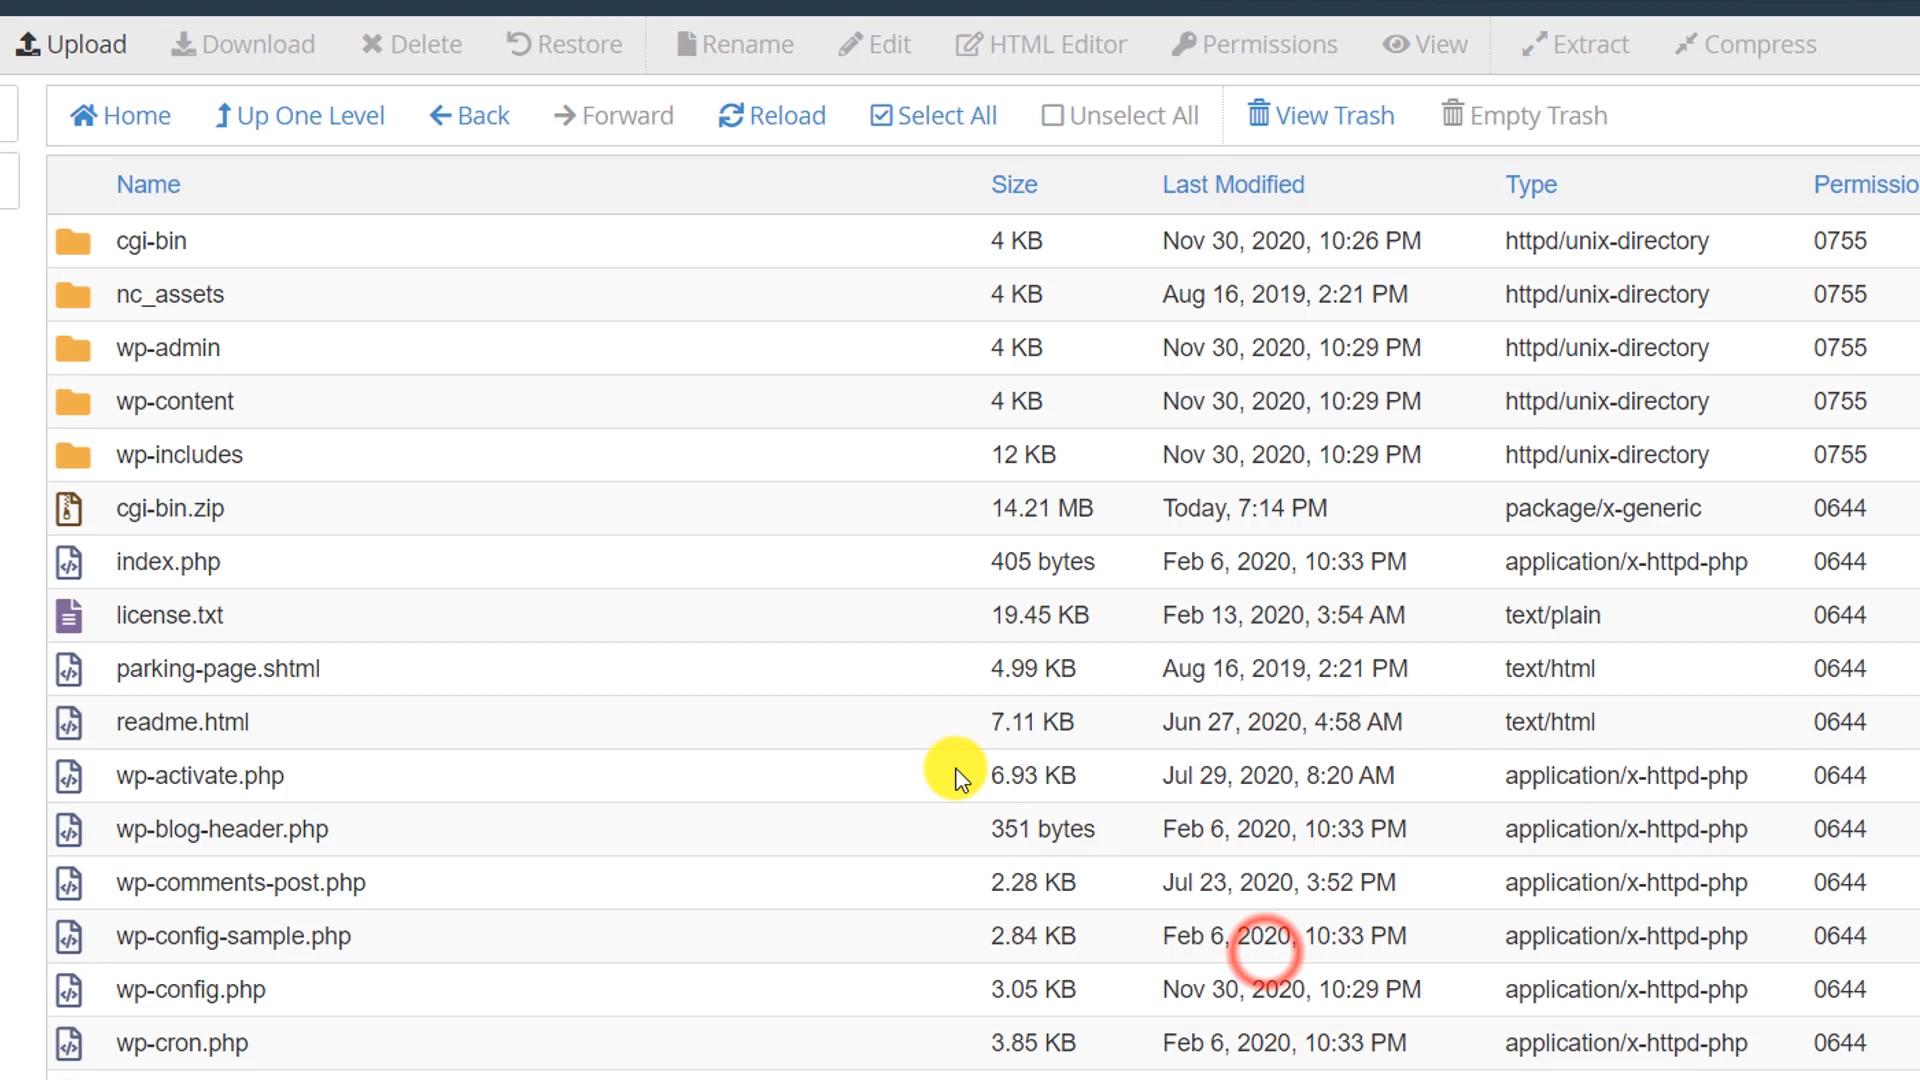 Upload Download Delete Restore Rename Edit HTML Editor Permissions View Extract Compress
Home Up One Level Back Forward Reload Select All Unselect All View Trash Empty Trash
Name Size Last Modified Type Permissio
cgi-bin 4 KB Nov 30, 2020, 10:26 PM httpd/unix-directory 0755
nc_assets 4 KB Aug 16, 2019, 2:21 PM httpd/unix-directory 0755
wp-admin 4 KB Nov 30, 2020, 10:29 PM httpd/unix-directory 0755
wp-content 4 KB Nov 30, 2020, 10:29 PM httpd/unix-directory 0755
wp-includes 12 KB Nov 30, 2020, 10:29 PM httpd/unix-directory 0755
cgi-bin.zip 14.21 MB Today, 7:14 PM package/x-generic 0644
index.php 405 bytes Feb 6, 2020, 10:33 PM application/x-httpd-php 0644
license.txt 19.45 KB Feb 13, 2020, 3:54 AM text/plain 0644
parking-page.shtml 4.99 KB Aug 16, 2019, 2:21 PM text/html 0644
readme.html 7.11 KB Jun 27, 2020, 4:58 AM text/html 0644
wp-activate.php 6.93 KB Jul 29, 2020, 8:20 AM application/x-httpd-php 0644
wp-blog-header.php 351 bytes Feb 6, 2020, 10:33 PM application/x-httpd-php 0644
wp-comments-post.php 2.28 KB Jul 23, 2020, 3:52 PM application/x-httpd-php 0644
wp-config-sample.php 2.84 KB Feb 6, 2020, 10:33 PM application/x-httpd-php 0644
wp-config.php 3.05 KB Nov 30, 2020, 10:29 PM application/x-httpd-php 0644
wp-cron.php 3.85 KB Feb 6, 2020, 10:33 PM application/x-httpd-php 0644